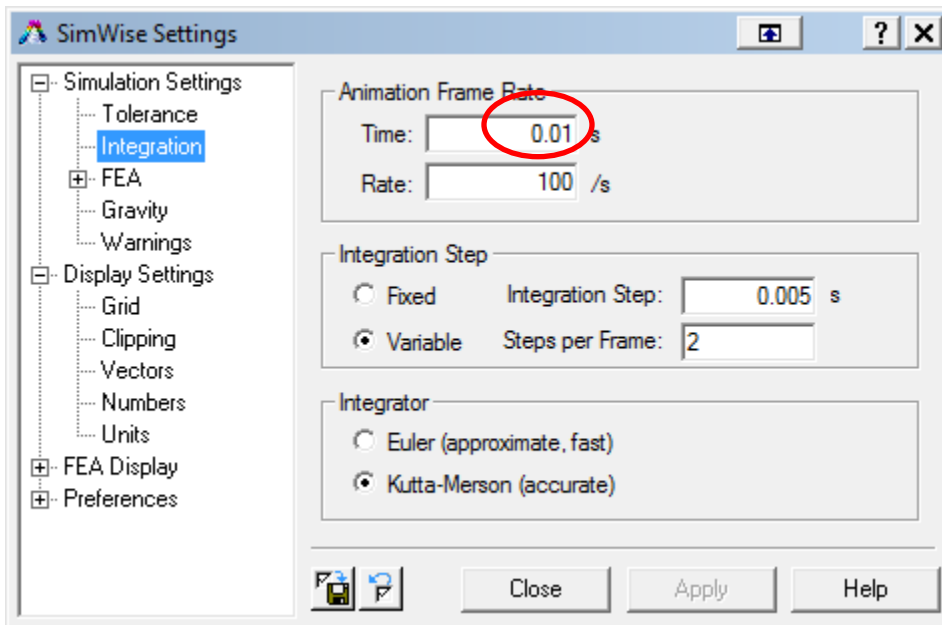 SimWise Settings
? X
Simulation Settings
Tolerance
Integration
FEA
Gravity
Warnings
Display Settings
Grid
Clipping
Vectors
Numbers
Units
FEA Display
Preferences
Animation Frame Rate
Time: 0.01 s
Rate: 100 /s
Integration Step
Fixed Integration Step: 0.005 s
Variable Steps per Frame: 2
Integrator
Euler (approximate, fast)
Kutta-Merson (accurate)
Close Apply Help